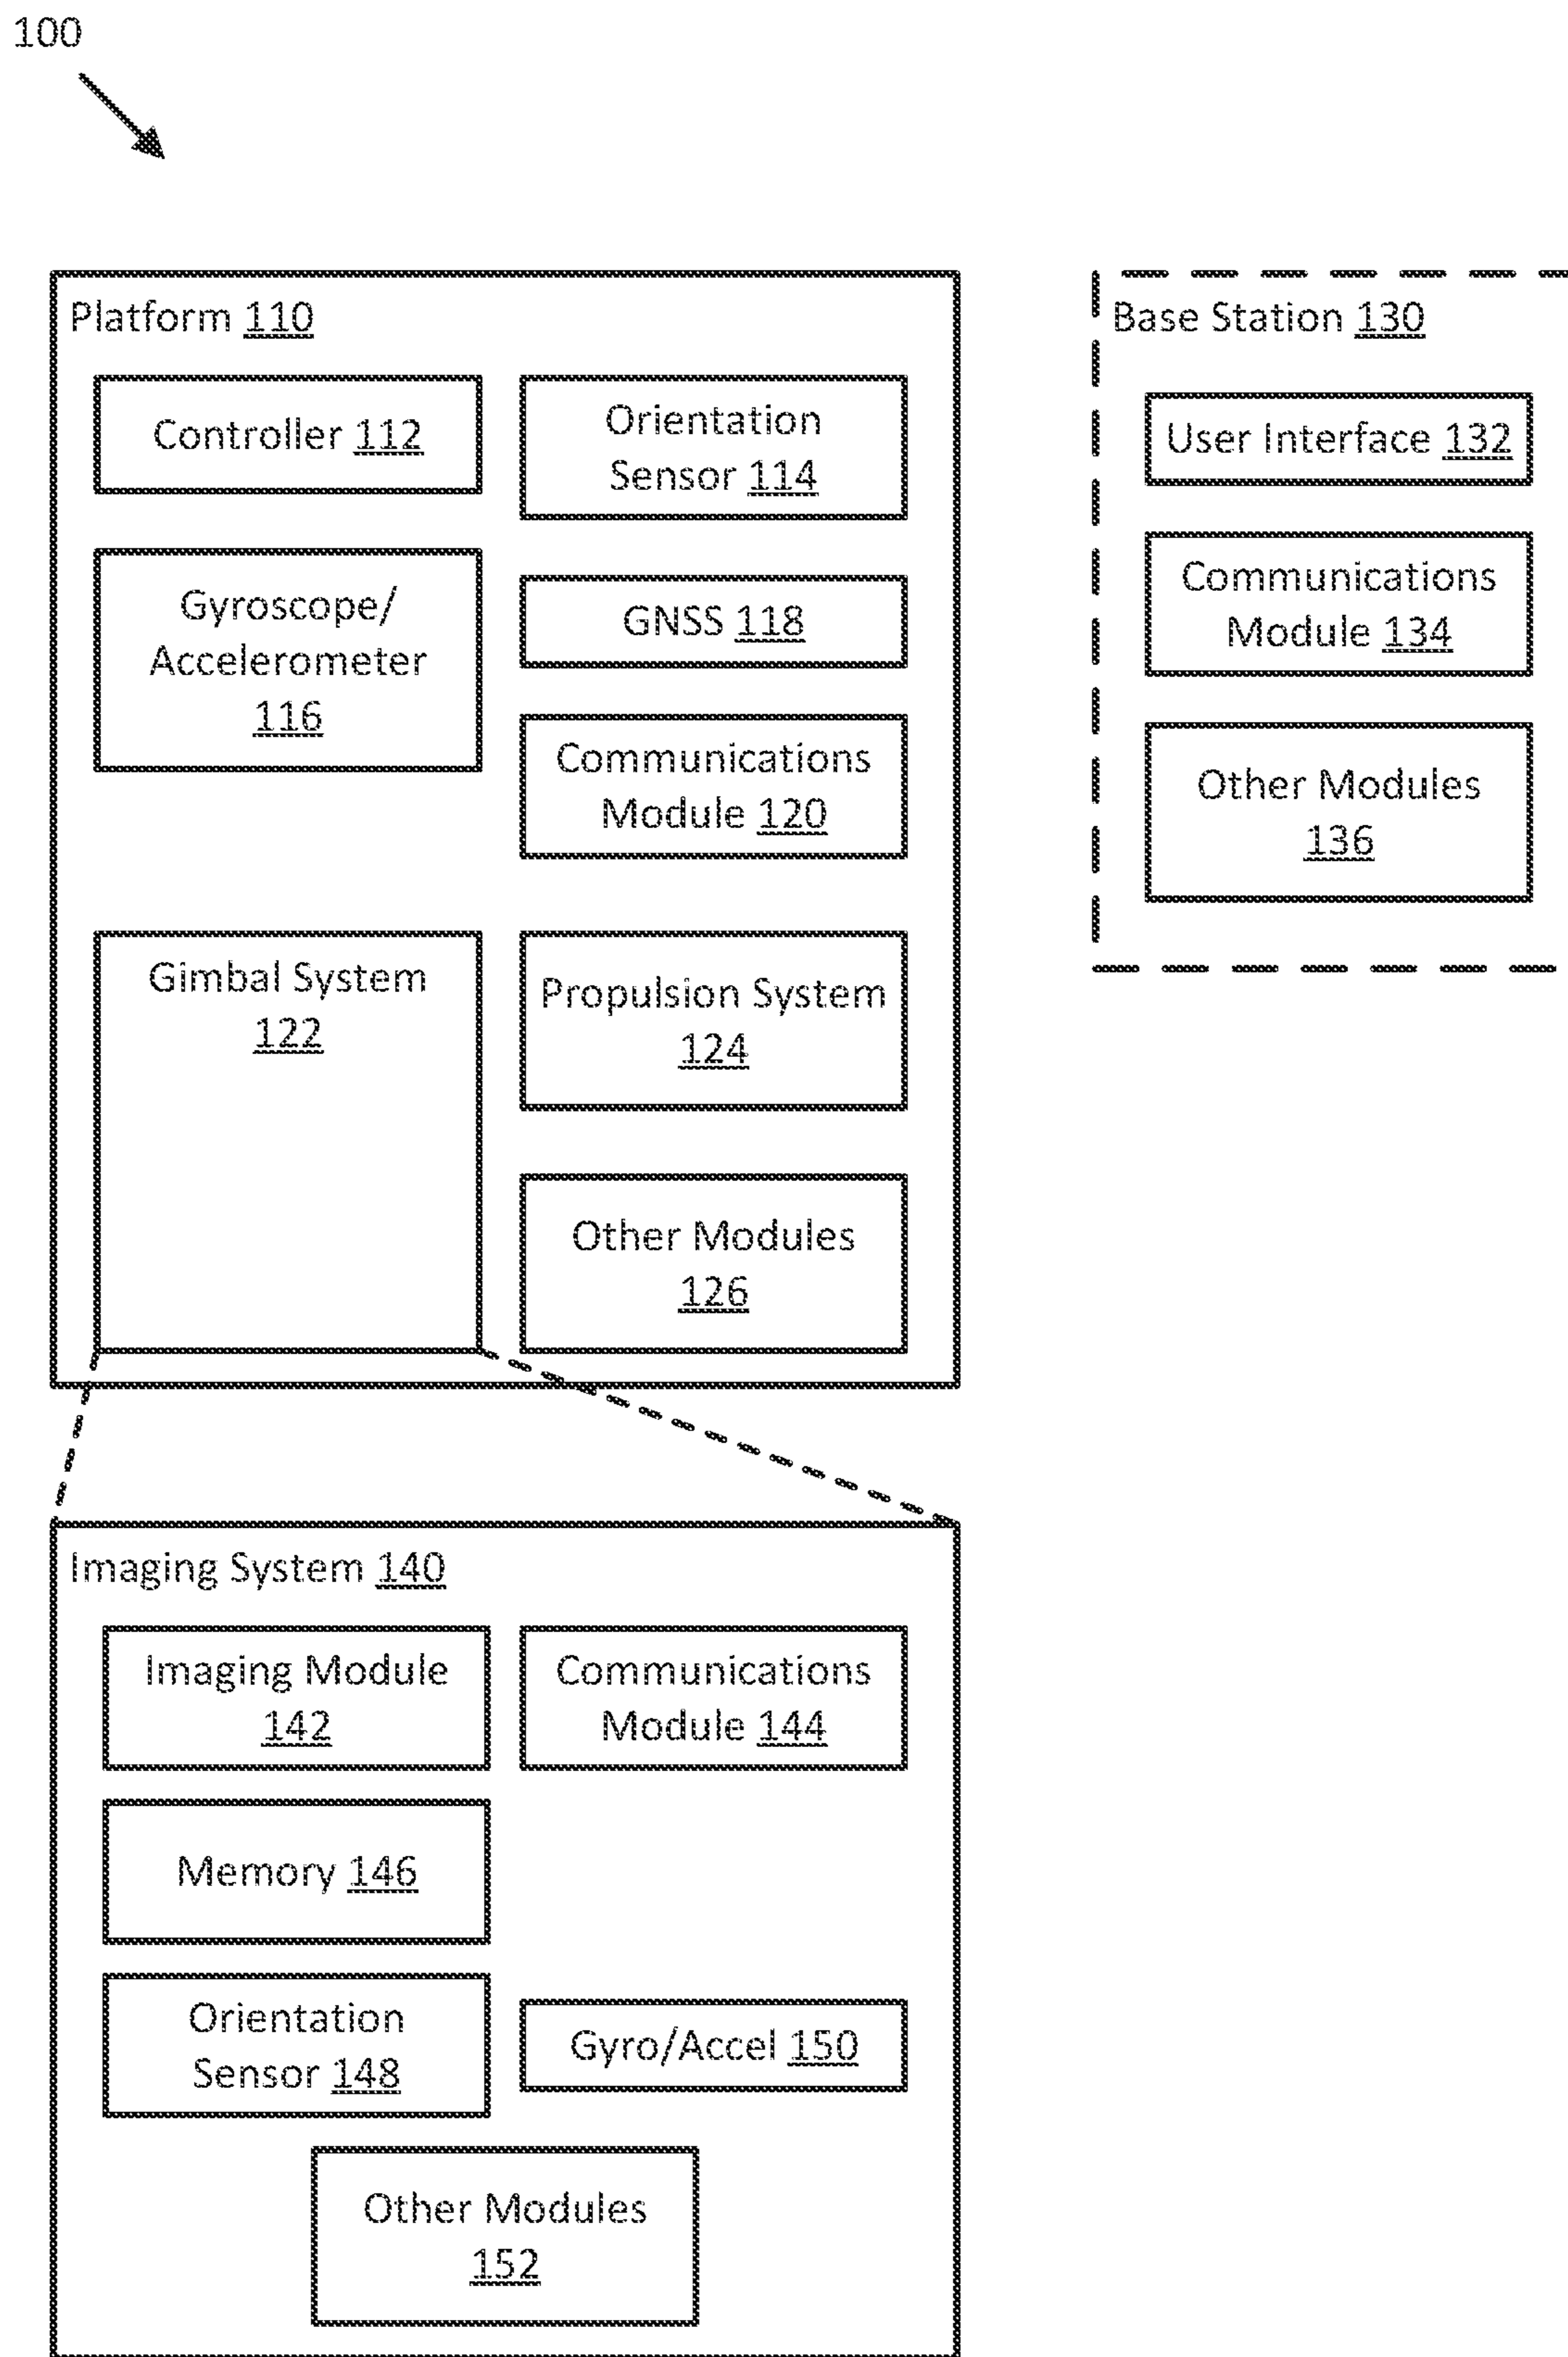 100
Platform 110
Controller 112
Orientation
Sensor 114
Gyroscope/
Accelerometer
116
GNSS 118
Communications
Module 120
Gimbal System
122
Propulsion System
124
Other Modules
126
Base Station 130
User Interface 132
Communications
Module 134
Other Modules
136
Imaging System 140
Imaging Module
142
Communications
Module 144
Memory 146
Orientation
Sensor 148
Gyro/Accel 150
Other Modules
152